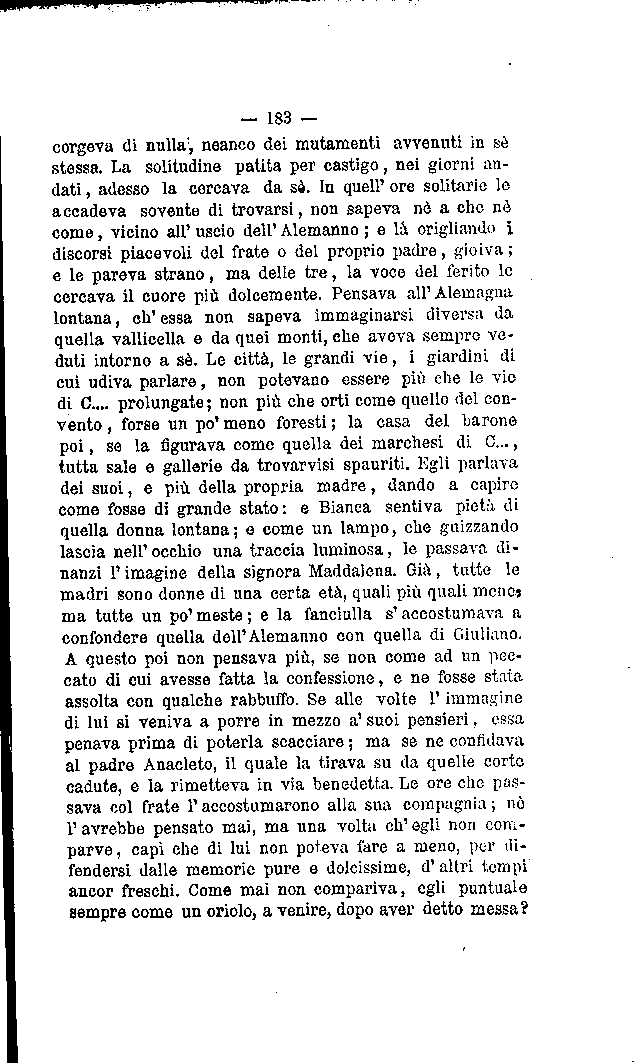 — 183 —
corgeva di nulla, neanco dei mutamenti avvenuti in sè
stessa. La solitudine patita per castigo, nei giorni an-
dati, adesso la cercava da sè. In quell' ore solitarie le
accadeva sovente di trovarsi, non sapeva nè a che nè
come, vicino all' uscio dell' Alemanno; e là origliando i
discorsi piacevoli del frate o del proprio padre, gioiva;
e le pareva strano, ma delle tre, la voce del ferito le
cercava il cuore più dolcemente. Pensava all' Alemagna
lontana, ch' essa non sapeva immaginarsi diversa da
quella vallicella e da quei monti, che aveva sempre ve-
duti intorno a sè. Le città, le grandi vie, i giardini di
cui udiva parlare, non potevano essere più che le vie
di C.... prolungate; non più che orti come quello del con-
vento, forse un po' meno foresti; la casa del barone
poi, se la figurava come quella dei marchesi di C...,
tutta sale e gallerie da trovarvisi spauriti. Egli parlava
dei suoi, e più della propria madre, dando a capire
come fosse di grande stato: e Bianca sentiva pietà di
quella donna lontana; e come un lampo, che guizzando
lascia nell' occhio una traccia luminosa, le passava di-
nanzi l' imagine della signora Maddalena. Già, tutte le
madri sono donne di una certa età, quali più quali meno,
ma tutte un po' meste; e la fanciulla s' accostumava a
confondere quella dell' Alemanno con quella di Giuliano.
A questo poi non pensava più, se non come ad un pec-
cato di cui avesse fatta la confessione, e ne fosse stata
assolta con qualche rabbuffo. Se alle volte l' immagine
di lui si veniva a porre in mezzo a' suoi pensieri, essa
penava prima di poterla scacciare; ma se ne confidava
al padre Anacleto, il quale la tirava su da quelle corte
cadute, e la rimetteva in via benedetta. Le ore che pas-
sava col frate l' accostumarono alla sua compagnia; nè
l' avrebbe pensato mai, ma una volta ch' egli non com-
parve, capì che di lui non poteva fare a meno, per di-
fendersi dalle memorie pure e dolcissime, d' altri tempi
ancor freschi. Come mai non compariva, egli puntuale
sempre come un oriolo, a venire, dopo aver detto messa?